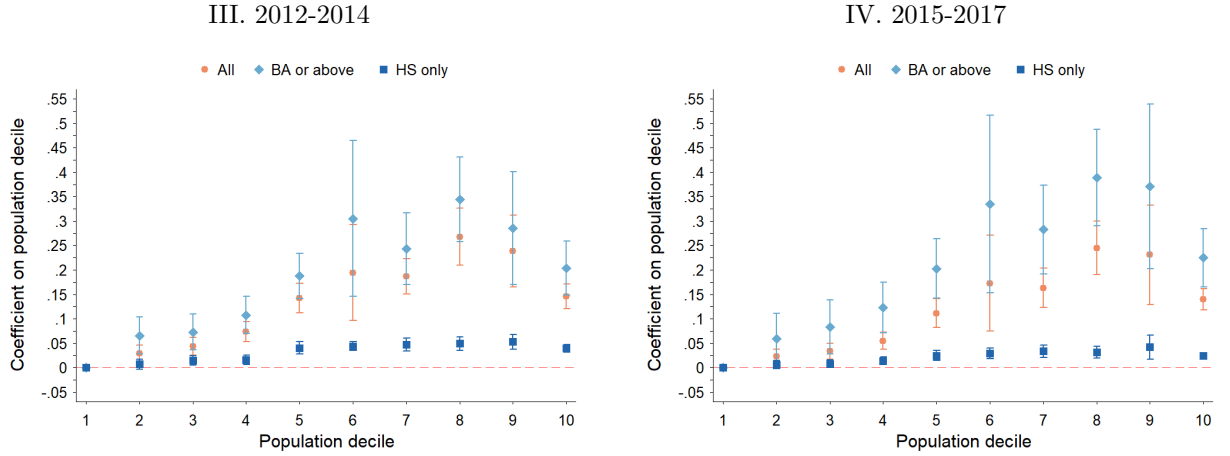 III. 2012-2014
All BA or above HS only
Coefficient on population decile
.55
.5
.45
.4
.35
.3
.25
.2
.15
.1
.05
0
-.05
1 2 3 4 5 6 7 8 9 10
Population decile
IV. 2015-2017
All BA or above HS only
Coefficient on population decile
.55
.5
.45
.4
.35
.3
.25
.2
.15
.1
.05
0
-.05
1 2 3 4 5 6 7 8 9 10
Population decile